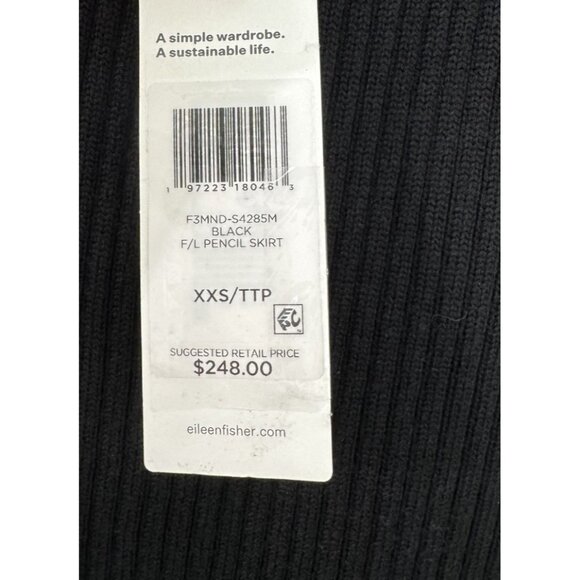 A simple wardrobe.
A sustainable life.
1 97223 18046 3
F3MND-S4285M
BLACK
F/L PENCIL SKIRT
XXS/TTP
SUGGESTED RETAIL PRICE
$248.00
eileenfisher.com